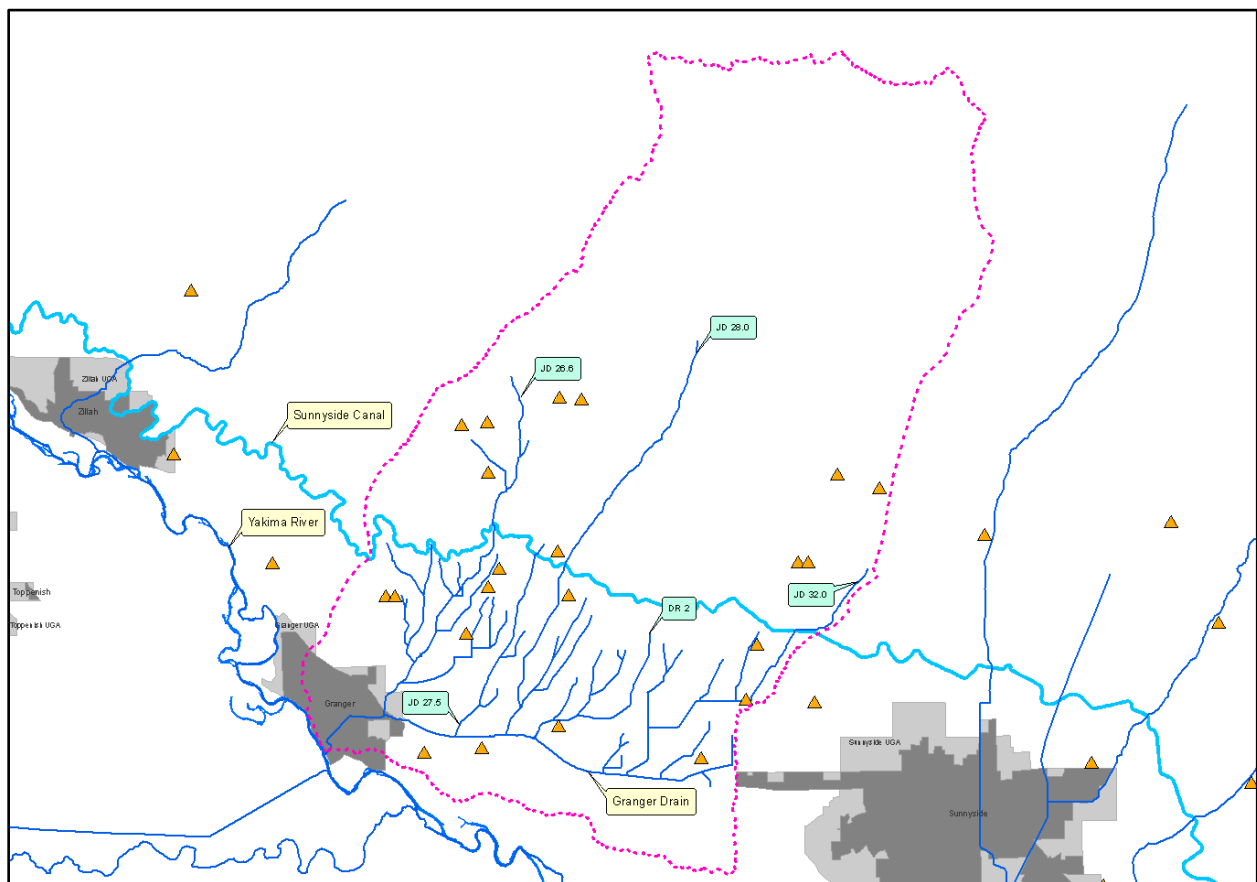 JD 28.0
JD 26.6
Zillah UGA
Zillah
Sunnyside Canal
Yakima River
Toppenish
JD 32.0
DR 2
Toppenish UGA
Granger UGA
JD 27.5
Granger
Sunnyside UGA
Granger Drain
Sunnyside